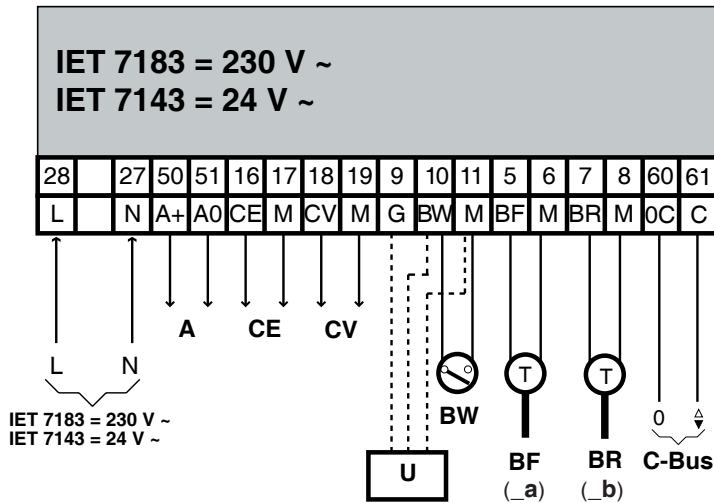 IET 7183 = 230 V ~
IET 7143 = 24 V ~
28 27 50 51 16 17 18 19 9 10 11 5 6 7 8 60 61
L N A+ A0 CE M CV M G BW M BF M BR M 0C C
A CE CV
L N
IET 7183 = 230 V ~
IET 7143 = 24 V ~
T T
0
BW
U
BF BR C-Bus
(_a) (_b)